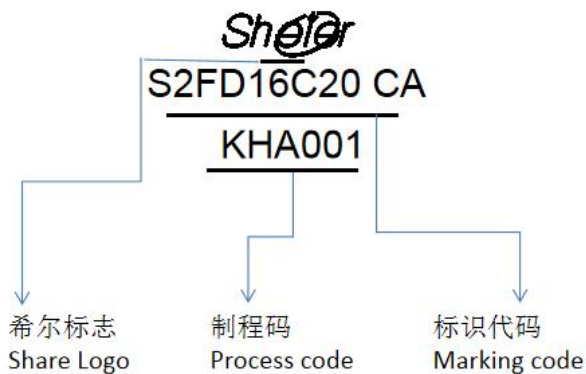 Sheier
S2FD16C20 CA
KHA001
希尔标志 制程码 标识代码
Share Logo Process code Marking code